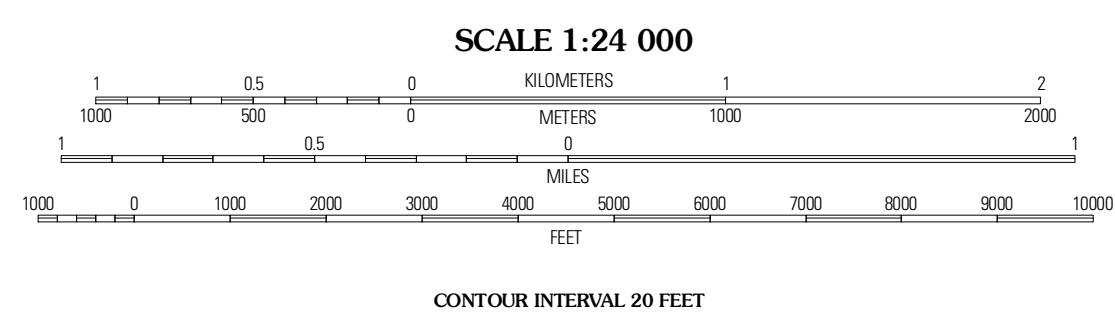 SCALE 1:24 000
1 0.5 0 KILOMETERS 1 2
1000 500 0 METERS 1000 2000
1 0.5 0 1
MILES
1000 0 1000 2000 3000 4000 5000 6000 7000 8000 9000 10000
FEET
CONTOUR INTERVAL 20 FEET